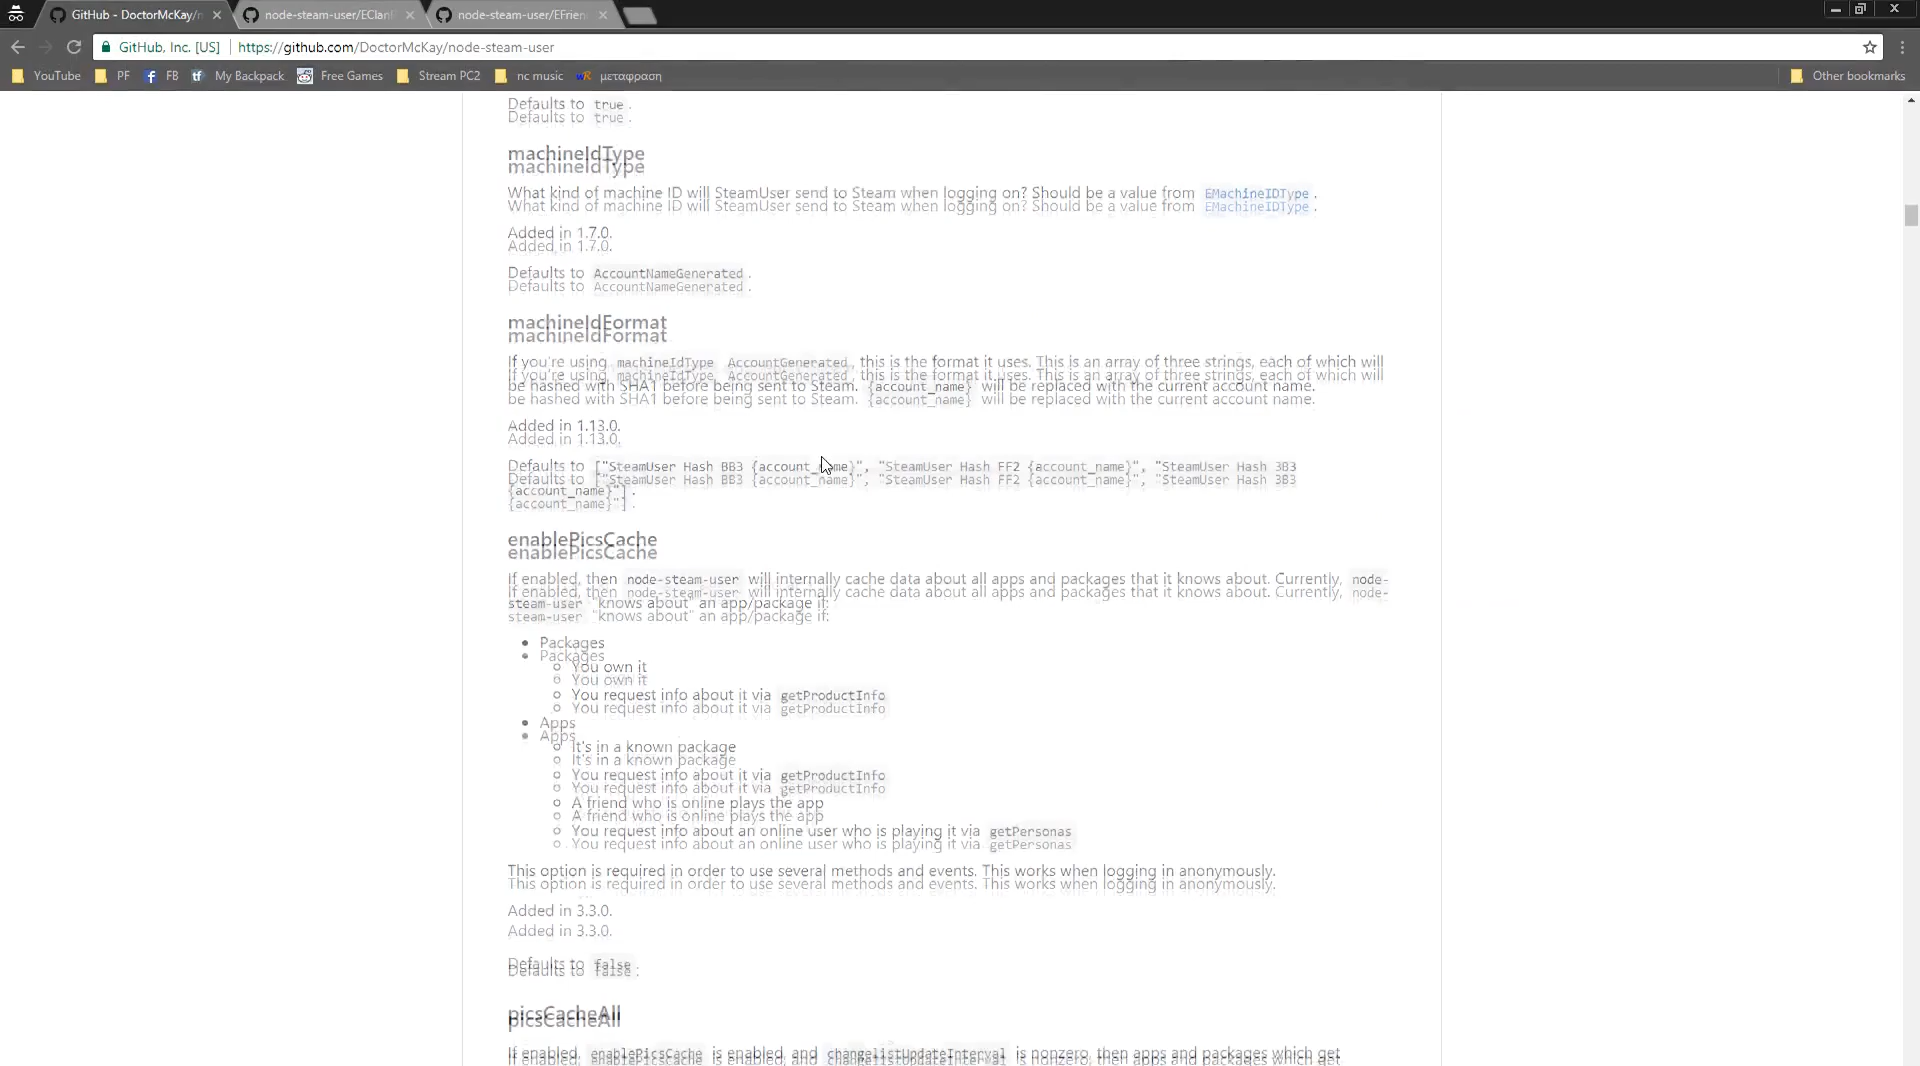 GitHub - DoctorMcKay/n
node-steam-user/EClan
node-steam-user/EFrien
GitHub, Inc. [US]
https://github.com/DoctorMcKay/node-steam-user
YouTube
PF
FB
My Backpack
Free Games
Stream PC2
nc music
wR
μεταφραση
Other bookmarks
Defaults to true.
machineIdType
What kind of machine ID will SteamUser send to Steam when logging on? Should be a value from EMachineIDType.
Added in 1.7.0.
Defaults to AccountNameGenerated.
machineIdFormat
If you're using machineIdType AccountGenerated, this is the format it uses. This is an array of three strings, each of which will
be hashed with SHA1 before being sent to Steam. {account_name} will be replaced with the current account name.
Added in 1.13.0.
Defaults to ["SteamUser Hash BB3 {account_name}", "SteamUser Hash FF2 {account_name}", "SteamUser Hash 3B3
{account_name}"].
enablePicsCache
If enabled, then node-steam-user will internally cache data about all apps and packages that it knows about. Currently, node-
steam-user "knows about" an app/package if:
Packages
You own it
You request info about it via getProductInfo
Apps
It's in a known package
You request info about it via getProductInfo
A friend who is online plays the app
You request info about an online user who is playing it via getPersonas
This option is required in order to use several methods and events. This works when logging in anonymously.
Added in 3.3.0.
Defaults to false.
picsCacheAll
If enabled, enablePicsCache is enabled, and changelistUpdateInterval is nonzero, then apps and packages which get